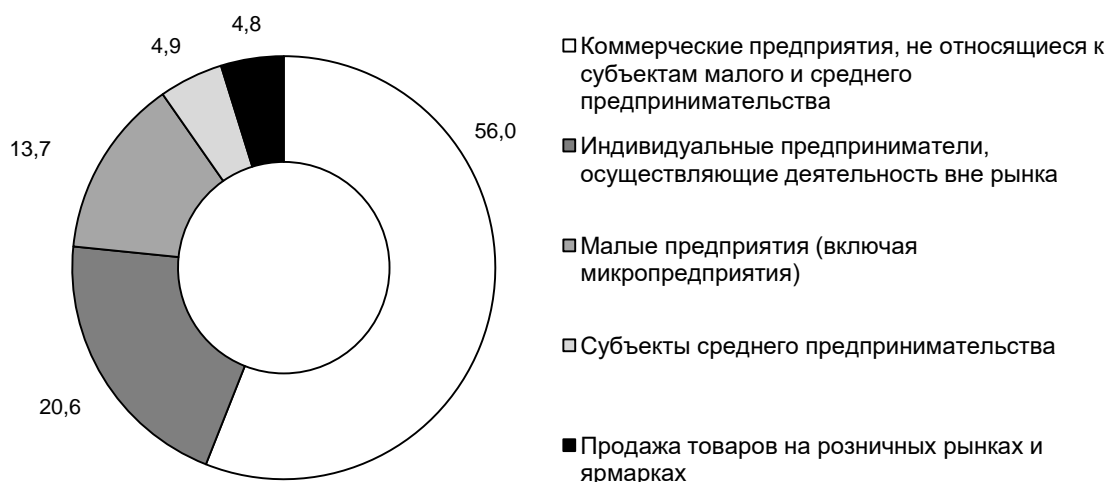 4,8
4,9
56,0
13,7
20,6
Коммерческие предприятия, не относящиеся к
субъектам малого и среднего
предпринимательства
Индивидуальные предприниматели,
осуществляющие деятельность вне рынка
Малые предприятия (включая
микропредприятия)
Субъекты среднего предпринимательства
Продажа товаров на розничных рынках и
ярмарках